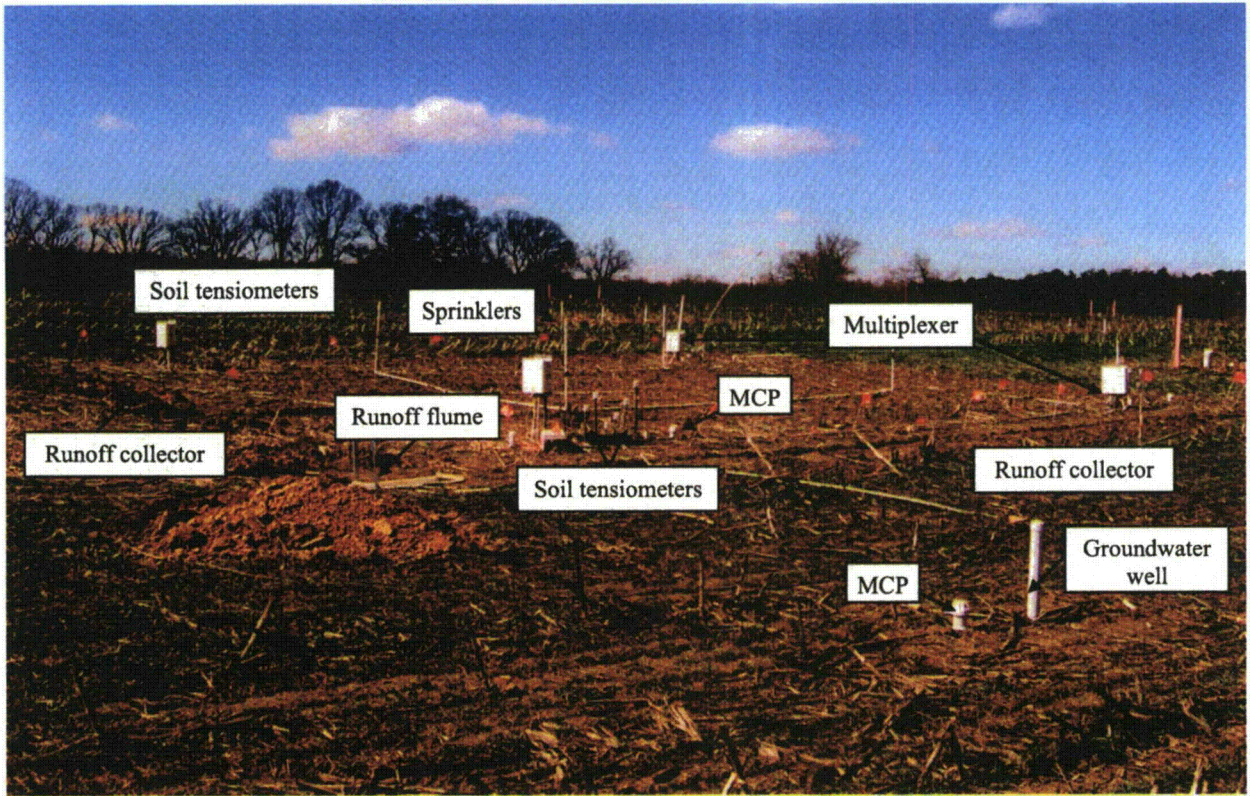 Soil tensiometers
Sprinklers
Multiplexer
MCP
Runoff flume
Runoff collector
Runoff collector
Soil tensiometers
Groundwater
well
MCP